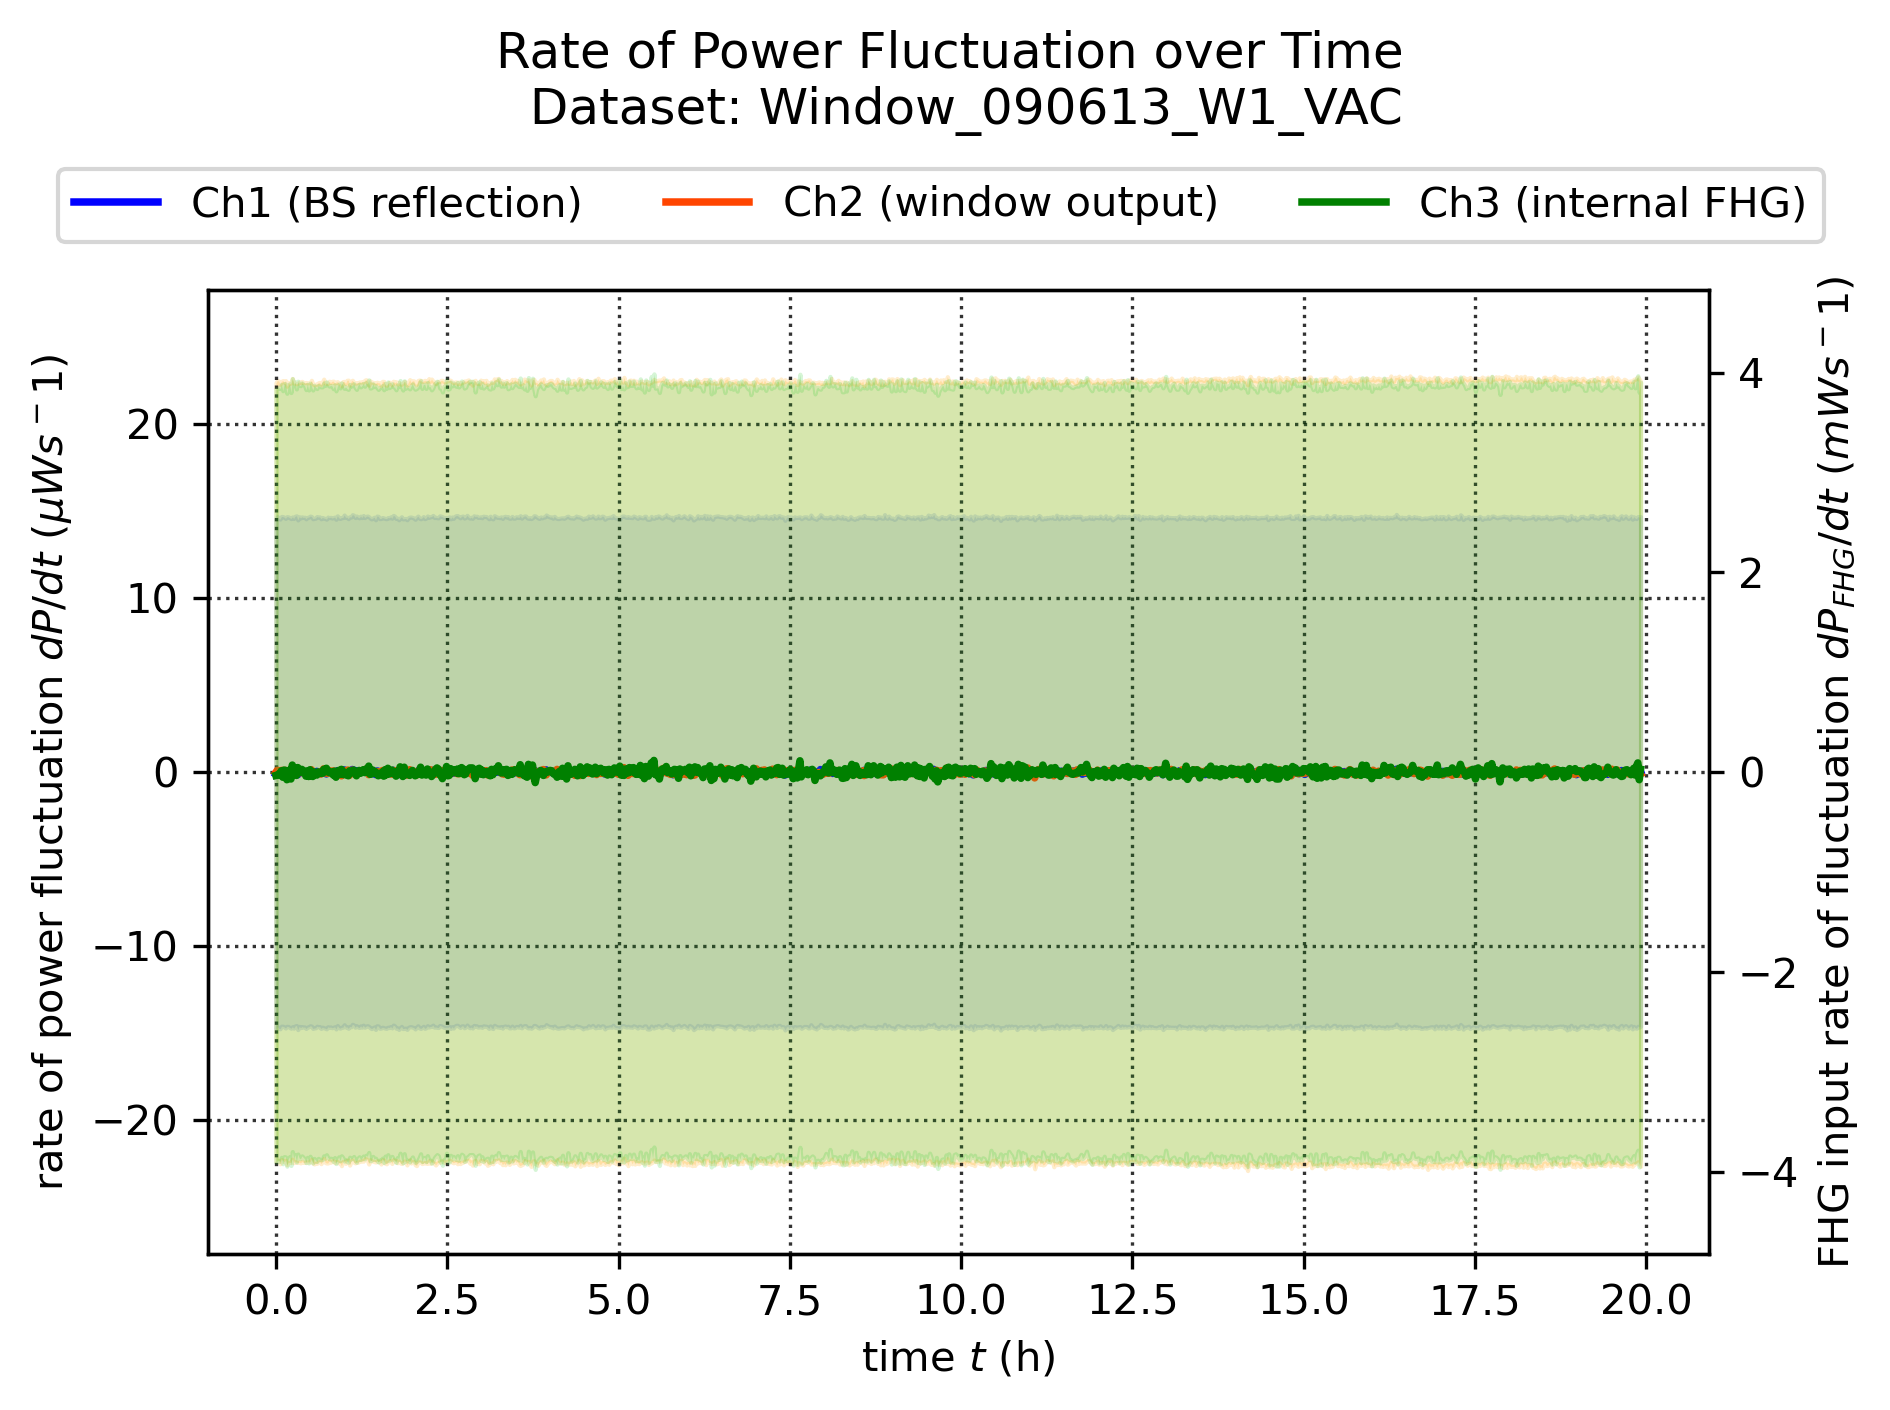 Rate of Power Fluctuation over Time
Dataset: Window_090613_W1_VAC
Ch1 (BS reflection)
Ch2 (window output)
Ch3 (internal FHG)
rate of power fluctuation dP/dt (μWs⁻1)
20
10
0
−10
−20
4
2
0
−2
−4
FHG input rate of fluctuation dP_FHG/dt (mWs⁻1)
0.0 2.5 5.0 7.5 10.0 12.5 15.0 17.5 20.0
time t (h)